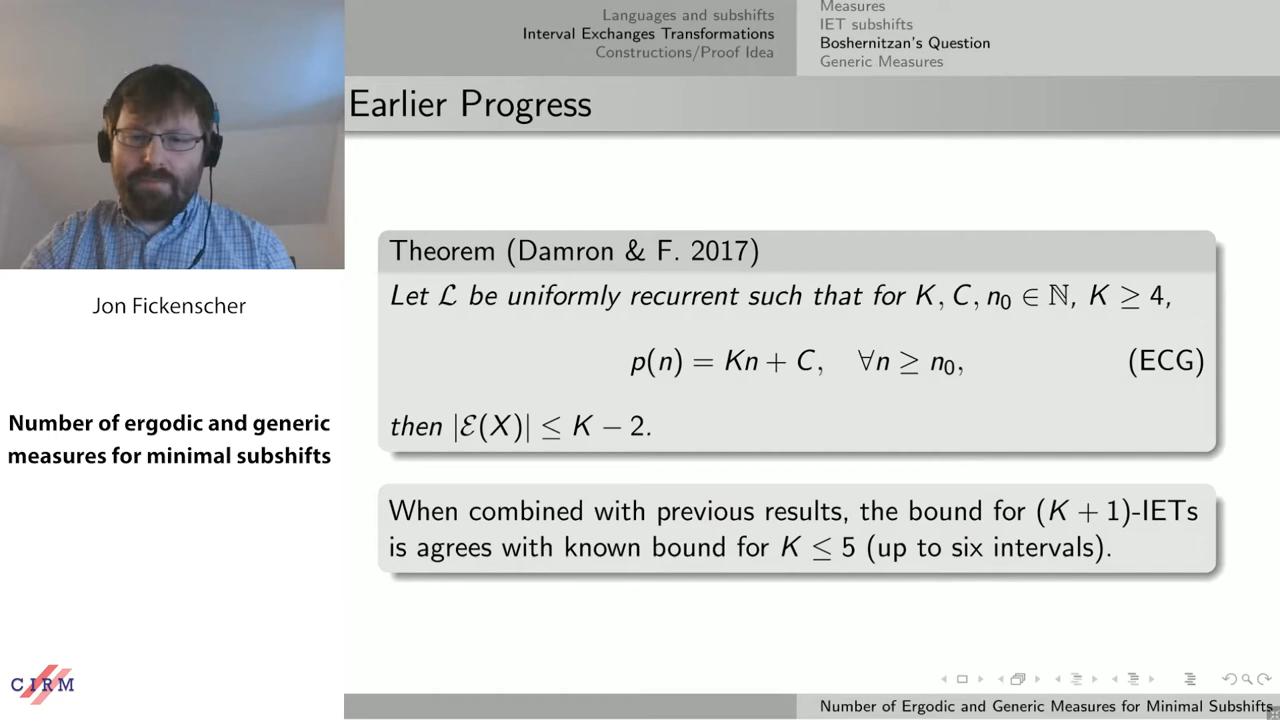 Languages and subshifts
Interval Exchanges Transformations
Constructions/Proof Idea
Measures
IET subshifts
Boshernitzan's Question
Generic Measures
Earlier Progress
Theorem (Damron & F. 2017)
Let ℒ be uniformly recurrent such that for K, C, n₀ ∈ ℕ, K ≥ 4,
p(n) = Kn + C, ∀n ≥ n₀, (ECG)
then |ℰ(X)| ≤ K − 2.
When combined with previous results, the bound for (K + 1)-IETs
is agrees with known bound for K ≤ 5 (up to six intervals).
Jon Fickenscher
Number of ergodic and generic
measures for minimal subshifts
CIRM
Number of Ergodic and Generic Measures for Minimal Subshifts